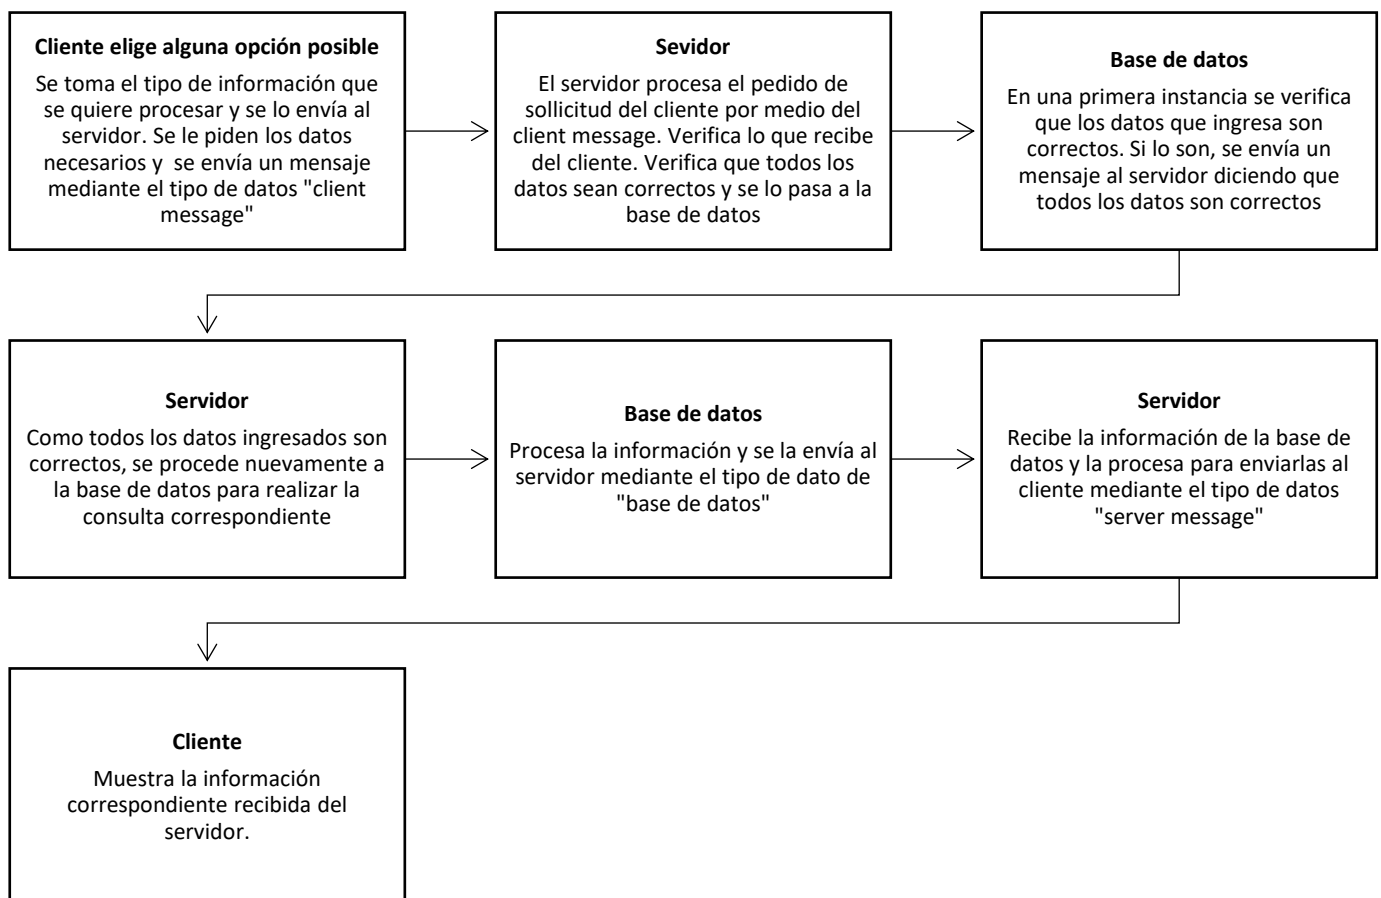 Cliente elige alguna opción posible
Se toma el tipo de información que
se quiere procesar y se lo envía al
servidor. Se le piden los datos
necesarios y  se envía un mensaje
mediante el tipo de datos "client
message"
Sevidor
El servidor procesa el pedido de
sollicitud del cliente por medio del
client message. Verifica lo que recibe
del cliente. Verifica que todos los
datos sean correctos y se lo pasa a la
base de datos
Base de datos
En una primera instancia se verifica
que los datos que ingresa son
correctos. Si lo son, se envía un
mensaje al servidor diciendo que
todos los datos son correctos
Servidor
Como todos los datos ingresados son
correctos, se procede nuevamente a
la base de datos para realizar la
consulta correspondiente
Base de datos
Procesa la información y se la envía al
servidor mediante el tipo de dato de
"base de datos"
Servidor
Recibe la información de la base de
datos y la procesa para enviarlas al
cliente mediante el tipo de datos
"server message"
Cliente
Muestra la información
correspondiente recibida del
servidor.